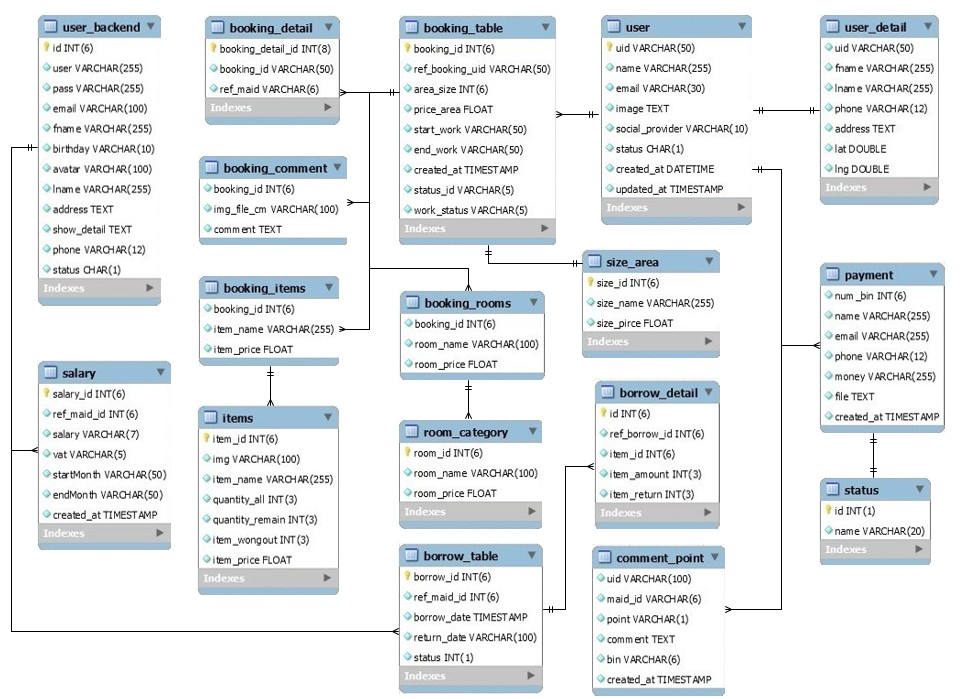 user_backend
id INT(6)
user VARCHAR(255)
pass VARCHAR(255)
email VARCHAR(100)
fname VARCHAR(255)
birthday VARCHAR(10)
avatar VARCHAR(100)
lname VARCHAR(255)
address TEXT
show_detail TEXT
phone VARCHAR(12)
status CHAR(1)
Indexes
booking_detail
booking_detail_id INT(8)
booking_id VARCHAR(50)
ref_maid VARCHAR(6)
Indexes
booking_table
booking_id INT(6)
ref_booking_uid VARCHAR(50)
area_size INT(6)
price_area FLOAT
start_work VARCHAR(50)
end_work VARCHAR(50)
created_at TIMESTAMP
status_id VARCHAR(5)
work_status VARCHAR(5)
Indexes
user
uid VARCHAR(50)
name VARCHAR(255)
email VARCHAR(30)
image TEXT
social_provider VARCHAR(10)
status CHAR(1)
created_at DATETIME
updated_at TIMESTAMP
Indexes
user_detail
uid VARCHAR(50)
fname VARCHAR(255)
lname VARCHAR(255)
phone VARCHAR(12)
address TEXT
lat DOUBLE
lng DOUBLE
Indexes
booking_comment
booking_id INT(6)
img_file_cm VARCHAR(100)
comment TEXT
booking_items
booking_id INT(6)
item_name VARCHAR(255)
item_price FLOAT
booking_rooms
booking_id INT(6)
room_name VARCHAR(100)
room_price FLOAT
size_area
size_id INT(6)
size_name VARCHAR(255)
size_pirce FLOAT
Indexes
payment
num_bin INT(6)
name VARCHAR(255)
email VARCHAR(255)
phone VARCHAR(12)
money VARCHAR(255)
file TEXT
created_at TIMESTAMP
salary
salary_id INT(6)
ref_maid_id INT(6)
salary VARCHAR(7)
vat VARCHAR(5)
startMonth VARCHAR(50)
endMonth VARCHAR(50)
created_at TIMESTAMP
Indexes
items
item_id INT(6)
img VARCHAR(100)
item_name VARCHAR(255)
quantity_all INT(3)
quantity_remain INT(3)
item_wongout INT(3)
item_price FLOAT
Indexes
room_category
room_id INT(6)
room_name VARCHAR(100)
room_price FLOAT
Indexes
borrow_detail
id INT(6)
ref_borrow_id INT(6)
item_id INT(6)
item_amount INT(3)
item_return INT(3)
Indexes
status
id INT(1)
name VARCHAR(20)
Indexes
borrow_table
borrow_id INT(6)
ref_maid_id INT(6)
borrow_date TIMESTAMP
return_date VARCHAR(100)
status INT(1)
Indexes
comment_point
uid VARCHAR(100)
maid_id VARCHAR(6)
point VARCHAR(1)
comment TEXT
bin VARCHAR(6)
created_at TIMESTAMP